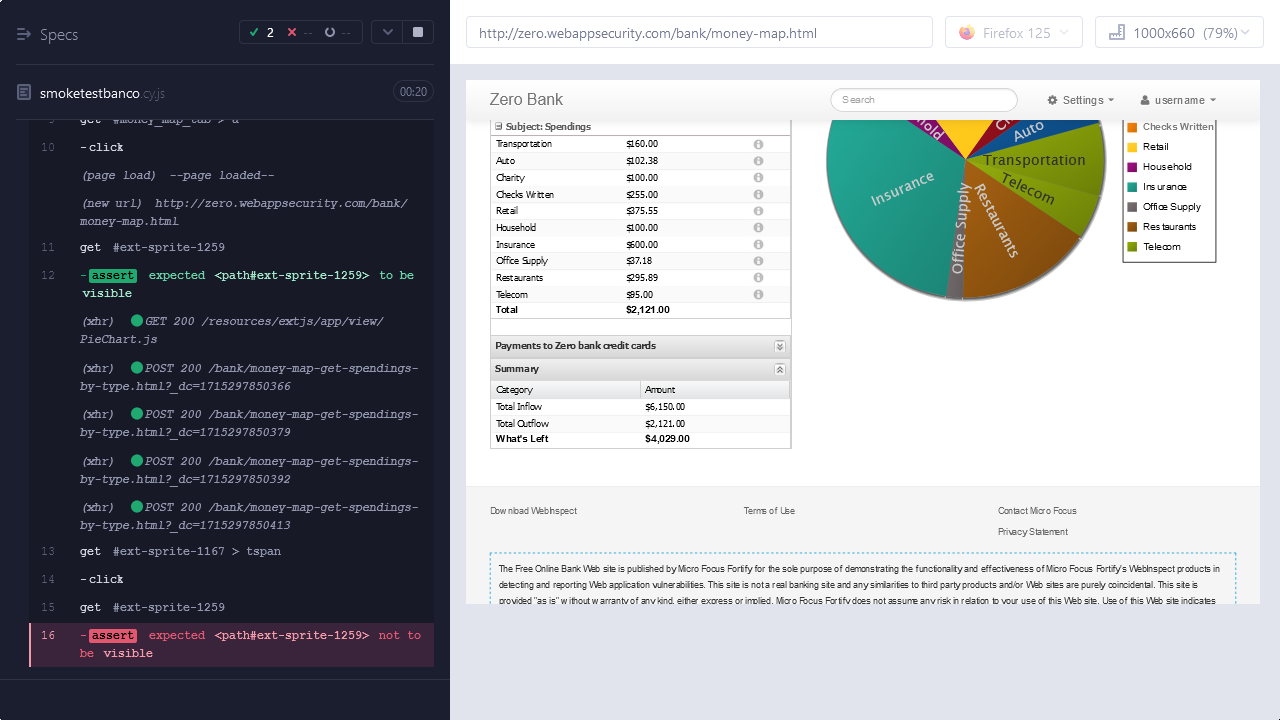 Specs
2
--
--
smoketestbanco.cy.js
00:20
9 get #money_map_tab > a
10 -click
(page load) --page loaded--
(new url) http://zero.webappsecurity.com/bank/
money-map.html
11 get #ext-sprite-1259
12 -assert expected <path#ext-sprite-1259> to be
visible
(xhr) GET 200 /resources/extjs/app/view/
PieChart.js
(xhr) POST 200 /bank/money-map-get-spendings-
by-type.html?_dc=1715297850366
(xhr) POST 200 /bank/money-map-get-spendings-
by-type.html?_dc=1715297850379
(xhr) POST 200 /bank/money-map-get-spendings-
by-type.html?_dc=1715297850392
(xhr) POST 200 /bank/money-map-get-spendings-
by-type.html?_dc=1715297850413
13 get #ext-sprite-1167 > tspan
14 -click
15 get #ext-sprite-1259
16 -assert expected <path#ext-sprite-1259> not to
be visible
http://zero.webappsecurity.com/bank/money-map.html
Firefox 125
1000x660 (79%)
Zero Bank
Search
Settings
username
Subject: Spendings
Transportation $160.00
Auto $102.38
Charity $100.00
Checks Written $255.00
Retail $375.55
Household $100.00
Insurance $600.00
Office Supply $37.18
Restaurants $295.89
Telecom $95.00
Total $2,121.00
Payments to Zero bank credit cards
Summary
Category Amount
Total Inflow $6,150.00
Total Outflow $2,121.00
What's Left $4,029.00
Auto
Transportation
Telecom
Restaurants
Office Supply
Insurance
Checks Written
Retail
Household
Insurance
Office Supply
Restaurants
Telecom
Download WebInspect
Terms of Use
Contact Micro Focus
Privacy Statement
The Free Online Bank Web site is published by Micro Focus Fortify for the sole purpose of demonstrating the functionality and effectiveness of Micro Focus Fortify's WebInspect products in
detecting and reporting Web application vulnerabilities. This site is not a real banking site and any similarities to third party products and/or Web sites are purely coincidental. This site is
provided "as is" without warranty of any kind, either express or implied. Micro Focus Fortify does not assume any risk in relation to your use of this Web site. Use of this Web site indicates